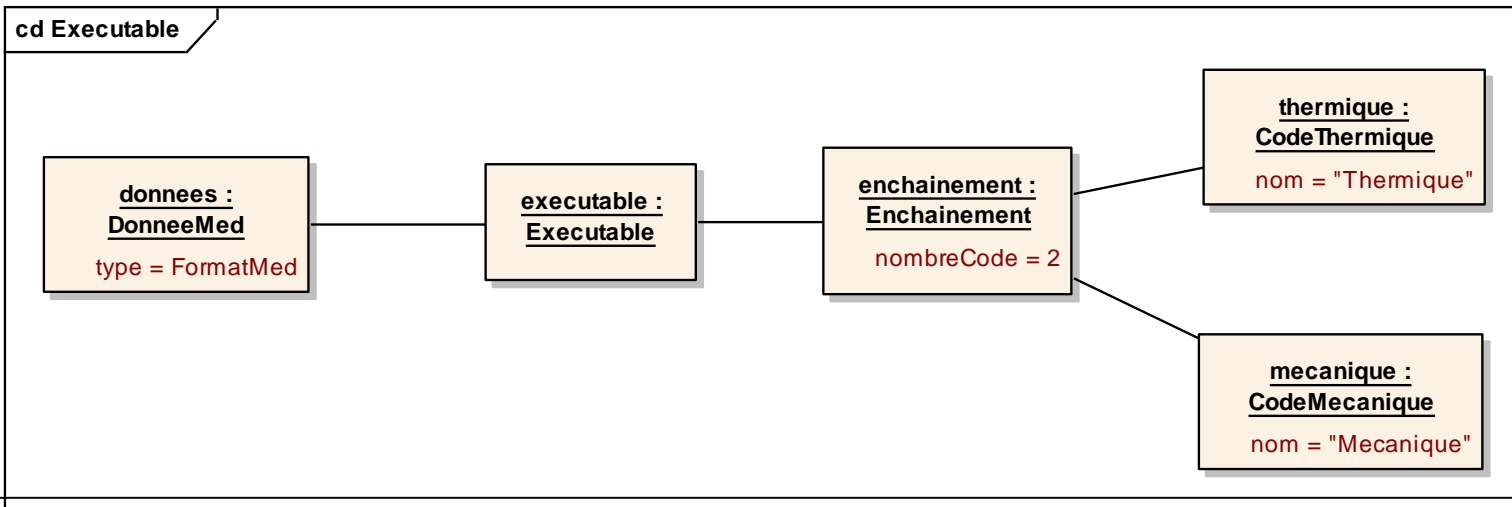 cd Executable
donnees :
DonneeMed
type = FormatMed
executable :
Executable
enchainement :
Enchainement
nombreCode = 2
thermique :
CodeThermique
nom = "Thermique"
mecanique :
CodeMecanique
nom = "Mecanique"